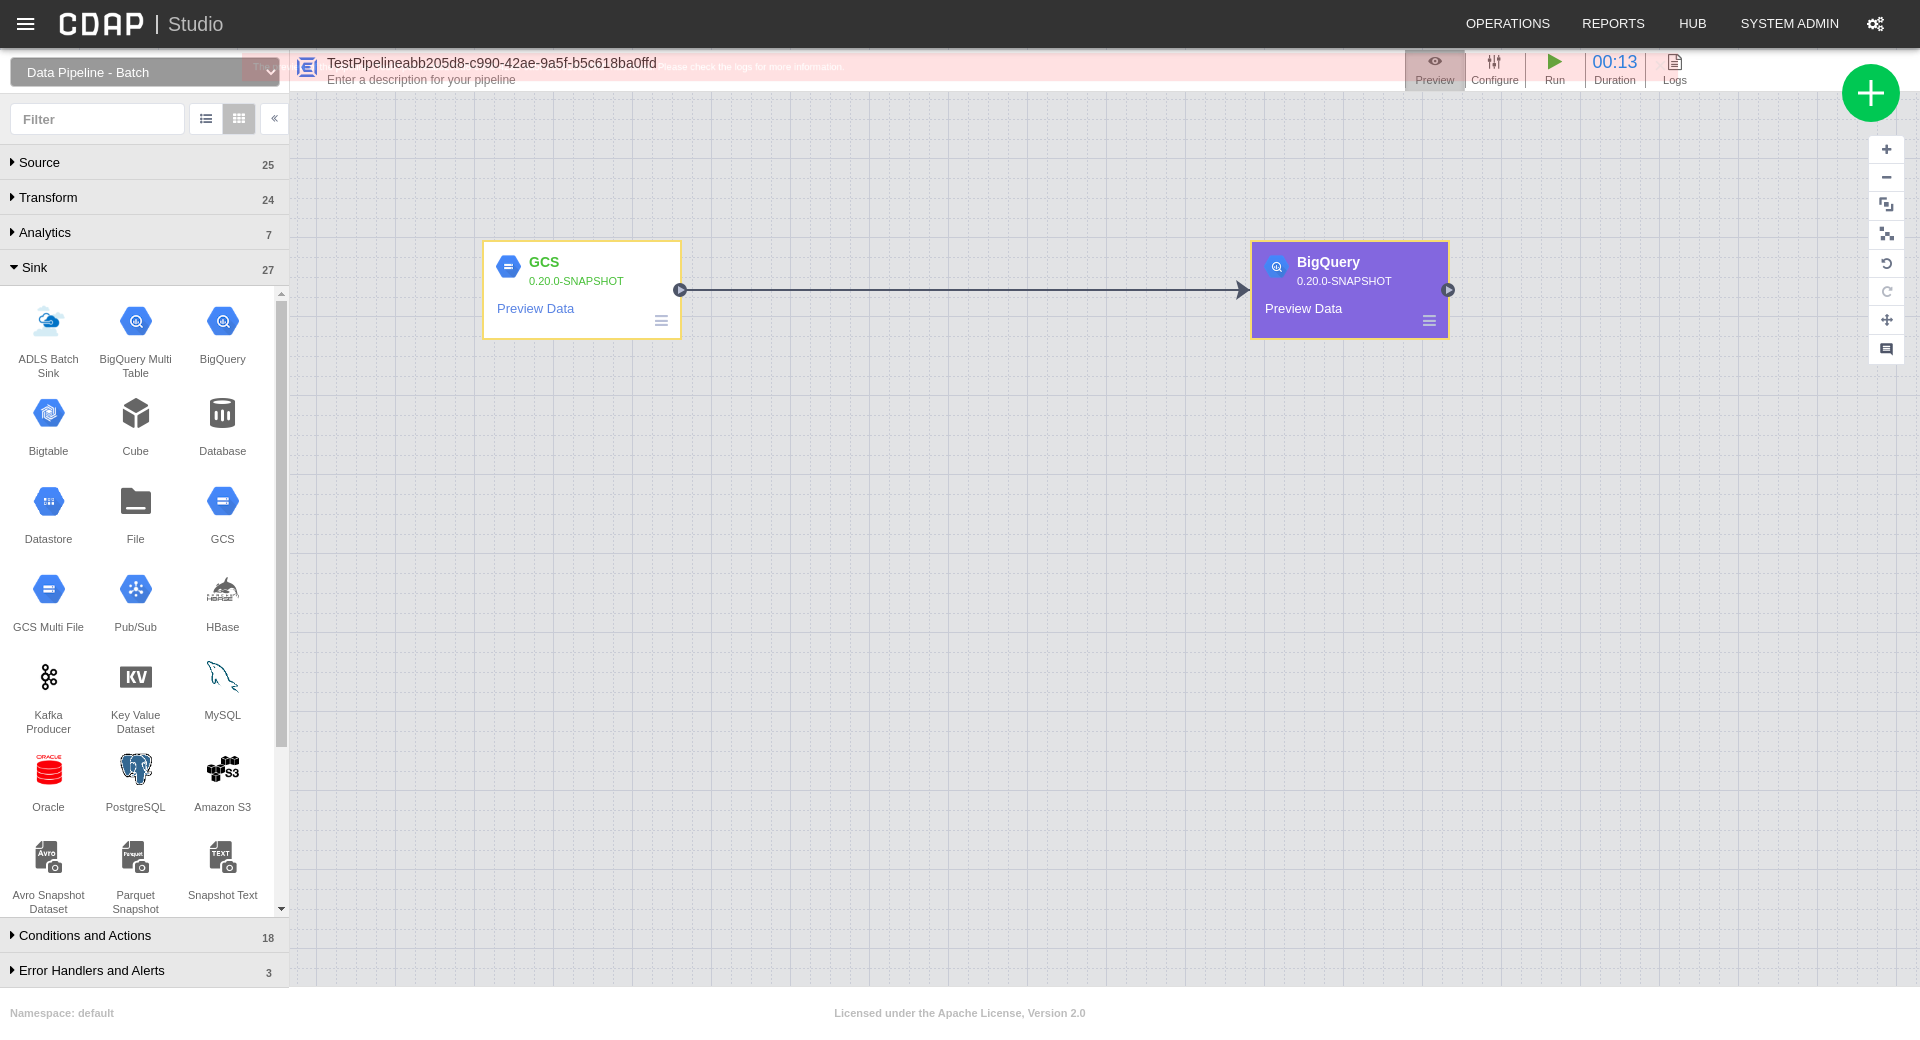 CDAP | Studio
OPERATIONS
REPORTS
HUB
SYSTEM ADMIN
Data Pipeline - Batch
TestPipelineabb205d8-c990-42ae-9a5f-b5c618ba0ffd
Enter a description for your pipeline
Please check the logs for more information.
Preview
Configure
Run
00:13
Duration
Logs
Filter
Source
25
Transform
24
Analytics
7
Sink
27
ADLS Batch
Sink
BigQuery Multi
Table
BigQuery
Bigtable
Cube
Database
Datastore
File
GCS
GCS Multi File
Pub/Sub
HBASE
HBase
Kafka
Producer
KV
Key Value
Dataset
MySQL
ORACLE
Oracle
PostgreSQL
S3
Amazon S3
Avro
Avro Snapshot
Dataset
Parquet
Parquet
Snapshot
TEXT
Snapshot Text
Conditions and Actions
18
Error Handlers and Alerts
3
GCS
0.20.0-SNAPSHOT
Preview Data
BigQuery
0.20.0-SNAPSHOT
Preview Data
Namespace: default
Licensed under the Apache License, Version 2.0